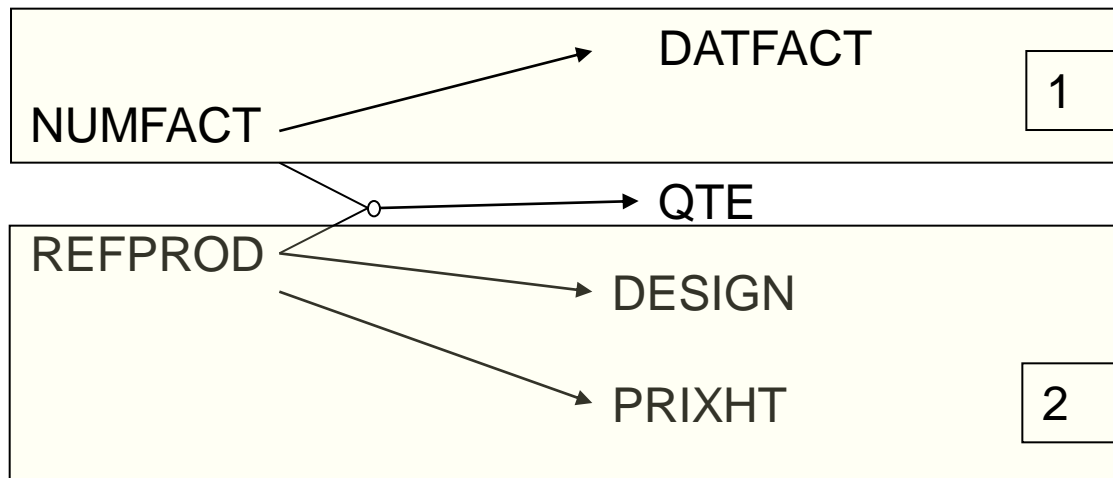 DATFACT
1
NUMFACT
QTE
REFPROD
DESIGN
PRIXHT
2